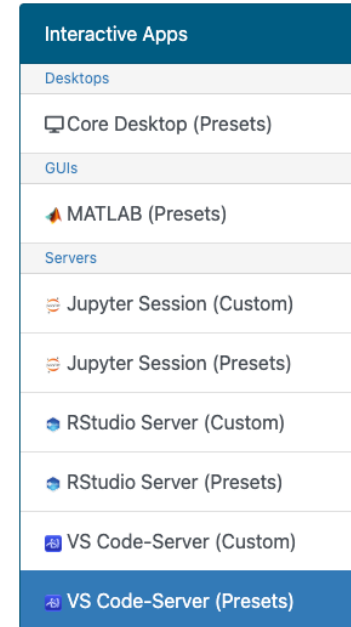 Interactive Apps
Desktops
Core Desktop (Presets)
GUIs
MATLAB (Presets)
Servers
Jupyter Session (Custom)
Jupyter Session (Presets)
RStudio Server (Custom)
RStudio Server (Presets)
VS Code-Server (Custom)
VS Code-Server (Presets)